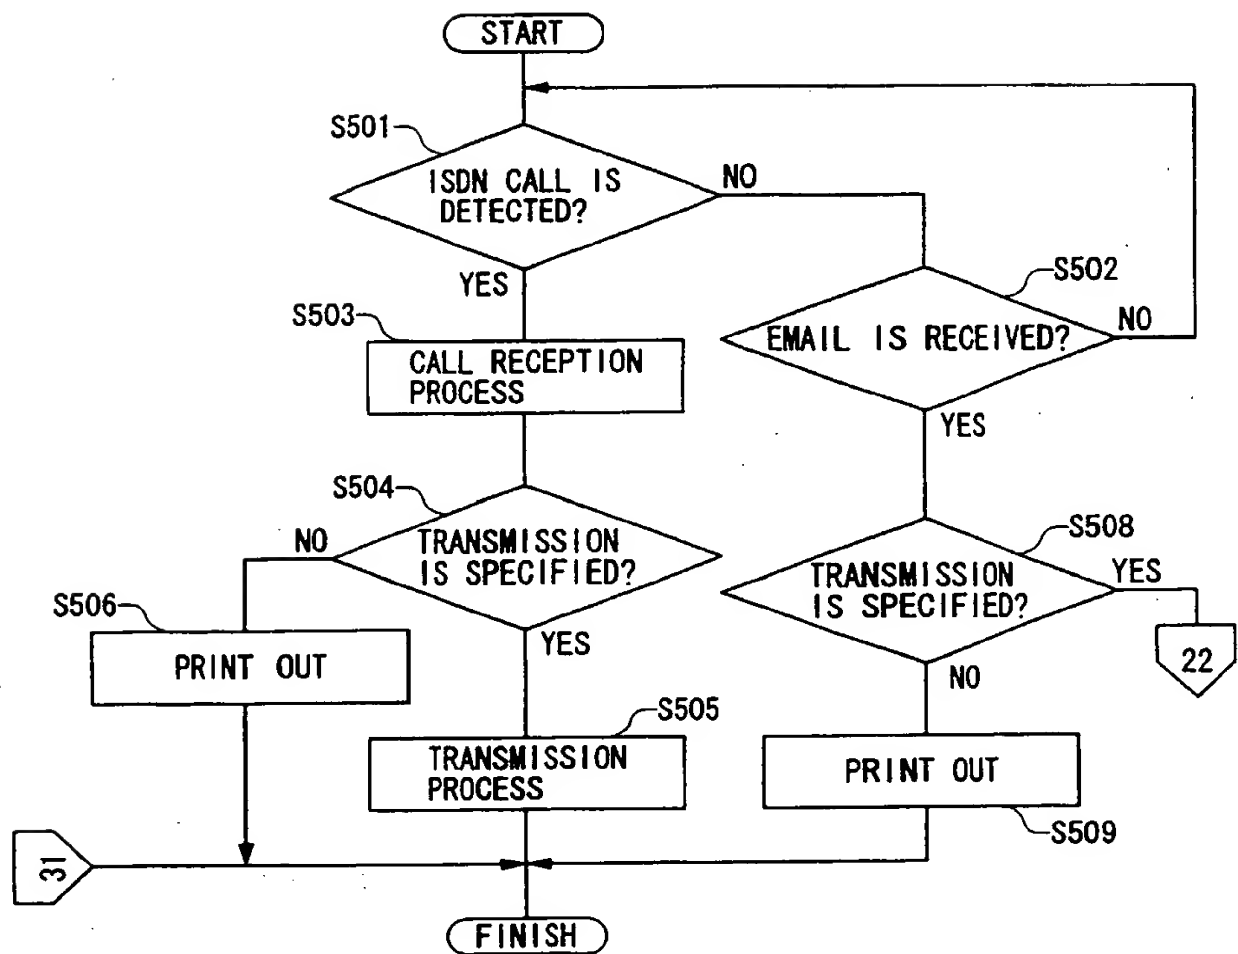 START
S501
ISDN CALL IS
DETECTED?
NO
YES
S502
EMAIL IS RECEIVED?
NO
YES
S503
CALL RECEPTION
PROCESS
S504
TRANSMISSION
IS SPECIFIED?
NO
YES
S508
TRANSMISSION
IS SPECIFIED?
YES
NO
22
S506
PRINT OUT
S505
TRANSMISSION
PROCESS
PRINT OUT
S509
31
FINISH